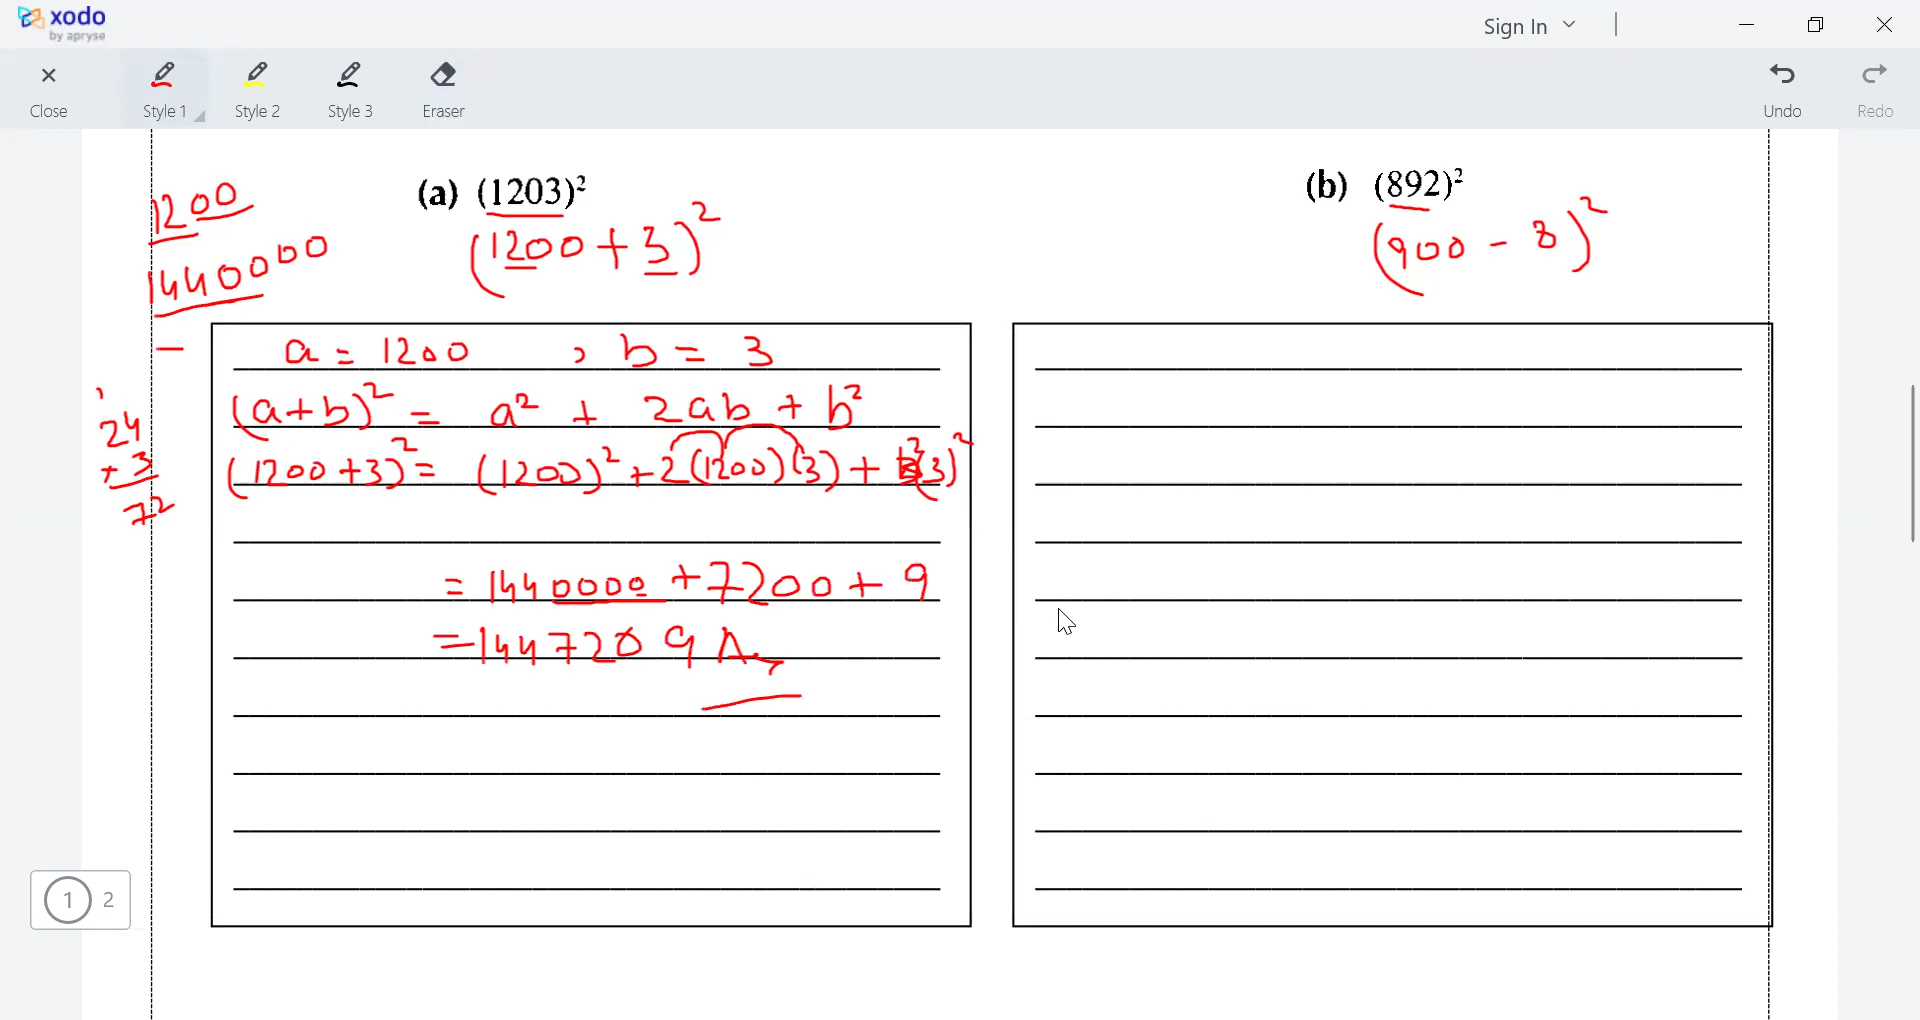 xodo
by apryse
Sign In
Close
Style 1
Style 2
Style 3
Eraser
Undo
Redo
(a) (1203)²
(1200 + 3)²
1200
1440000
(b) (892)²
(900 - 8)²
a = 1200 , b = 3
(a+b)² = a² + 2ab + b²
(1200+3)² = (1200)² + 2(1200)(3) + (3)²
24
+ 3
72
= 1440000 + 7200 + 9
= 1447209
1 2